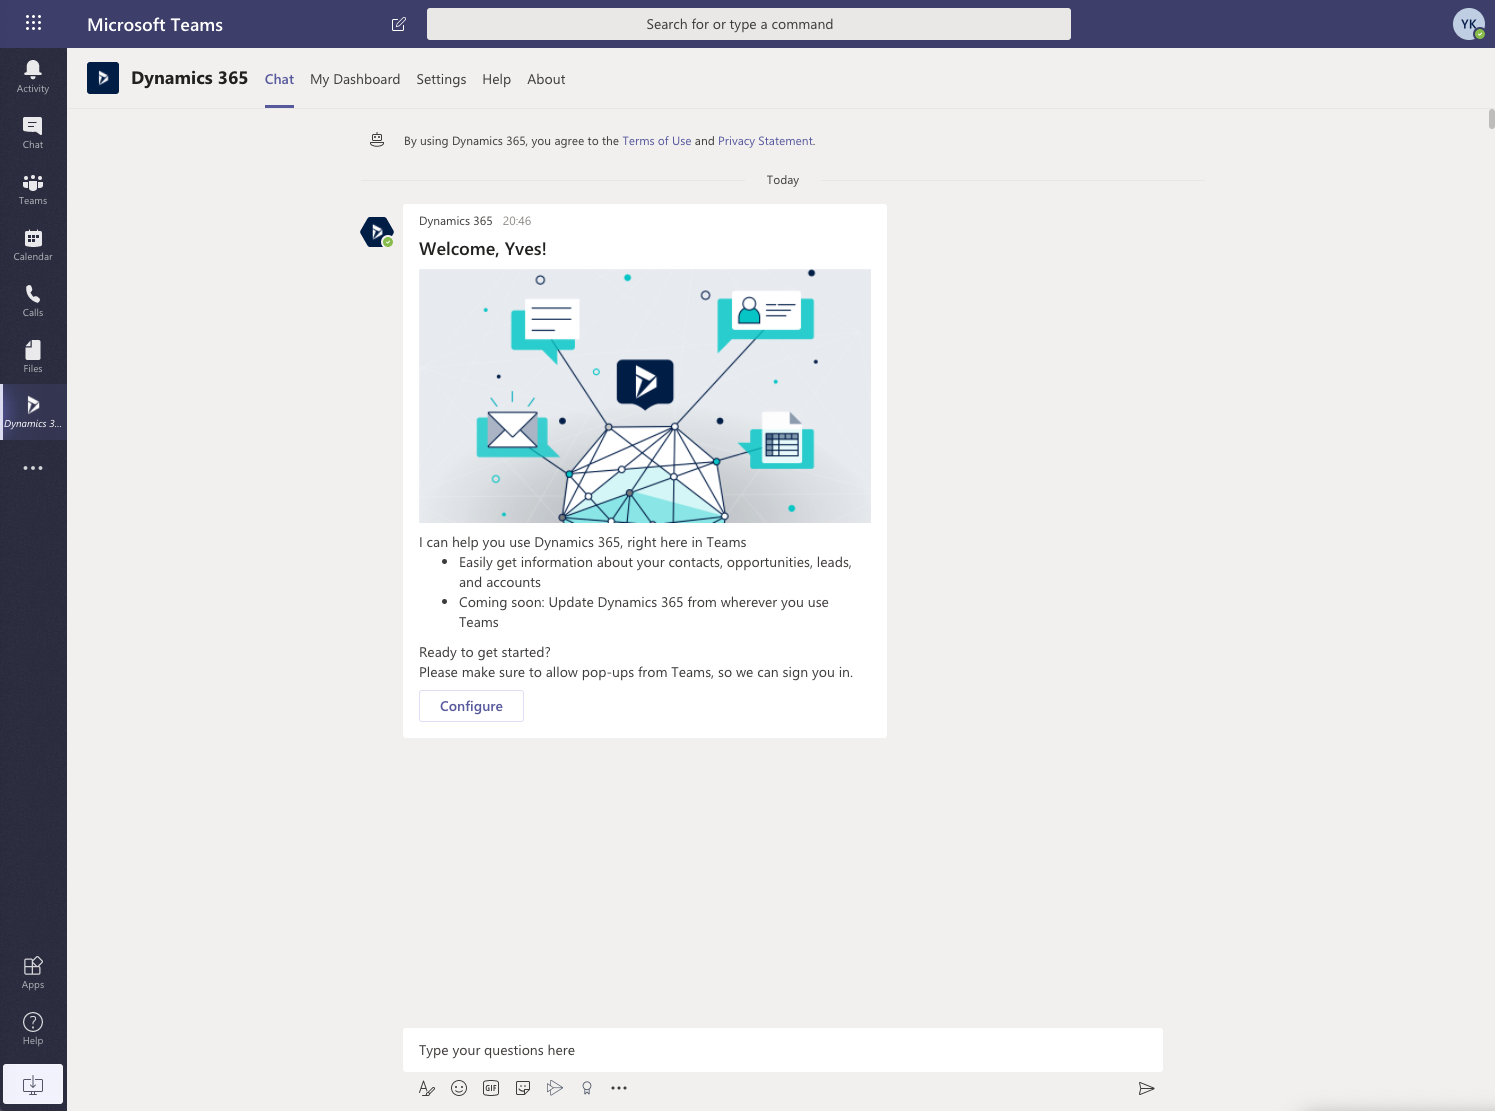 Microsoft Teams
Search for or type a command
YK
Activity
Chat
Teams
Calendar
Calls
Files
Dynamics 3...
Apps
Help
Dynamics 365
Chat
My Dashboard
Settings
Help
About
By using Dynamics 365, you agree to the Terms of Use and Privacy Statement.
Today
Dynamics 365 20:46
Welcome, Yves!
I can help you use Dynamics 365, right here in Teams
• Easily get information about your contacts, opportunities, leads,
and accounts
• Coming soon: Update Dynamics 365 from wherever you use
Teams
Ready to get started?
Please make sure to allow pop-ups from Teams, so we can sign you in.
Configure
Type your questions here
GIF